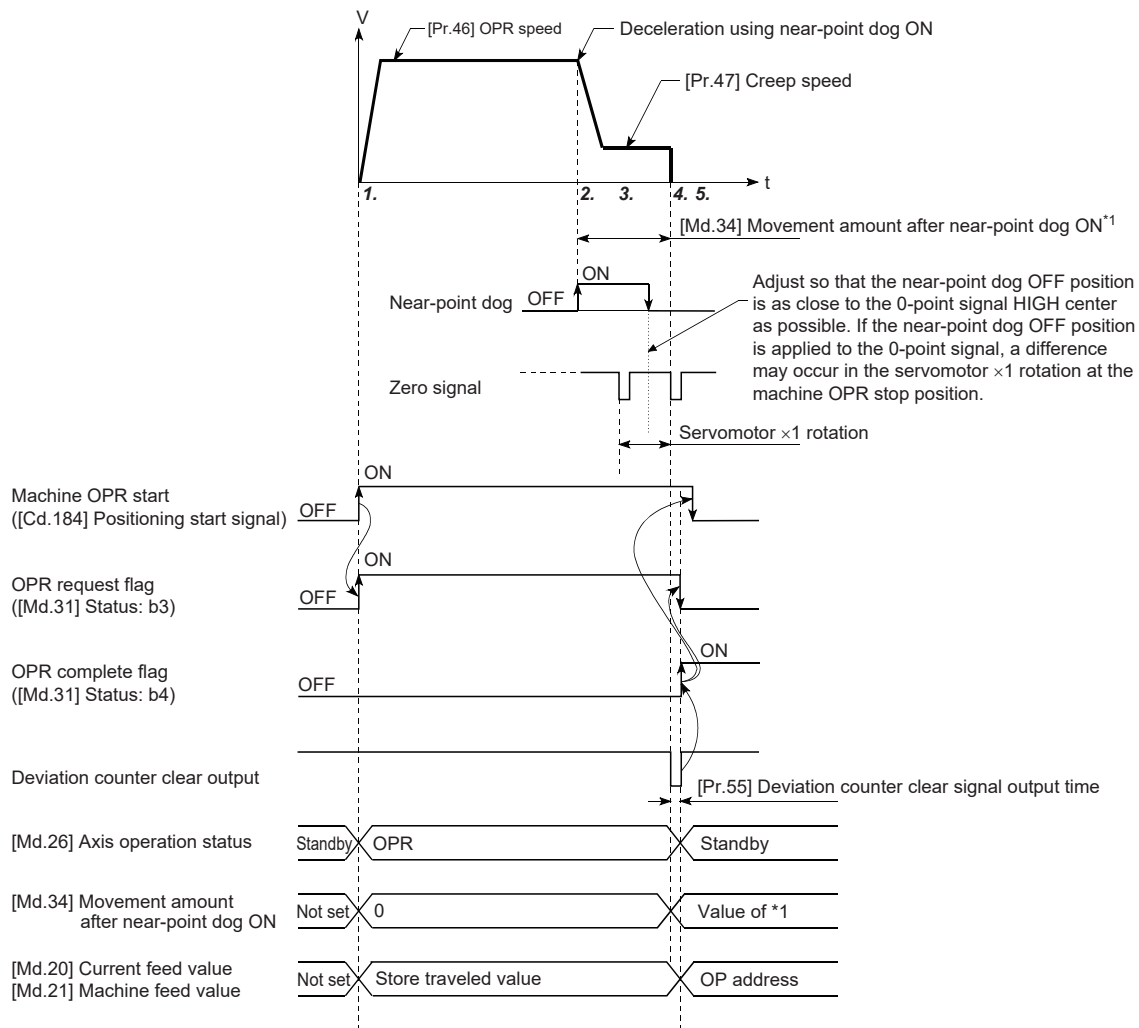 V
[Pr.46] OPR speed
Deceleration using near-point dog ON
[Pr.47] Creep speed
t
1.
2.
3.
4.
5.
[Md.34] Movement amount after near-point dog ON*1
ON
Near-point dog
OFF
Adjust so that the near-point dog OFF position
is as close to the 0-point signal HIGH center
as possible. If the near-point dog OFF position
is applied to the 0-point signal, a difference
may occur in the servomotor ×1 rotation at the
machine OPR stop position.
Zero signal
Servomotor ×1 rotation
ON
Machine OPR start
([Cd.184] Positioning start signal)
OFF
ON
OPR request flag
([Md.31] Status: b3)
OFF
ON
OPR complete flag
([Md.31] Status: b4)
OFF
Deviation counter clear output
[Pr.55] Deviation counter clear signal output time
[Md.26] Axis operation status
Standby
OPR
Standby
[Md.34] Movement amount
after near-point dog ON
Not set
0
Value of *1
[Md.20] Current feed value
[Md.21] Machine feed value
Not set
Store traveled value
OP address